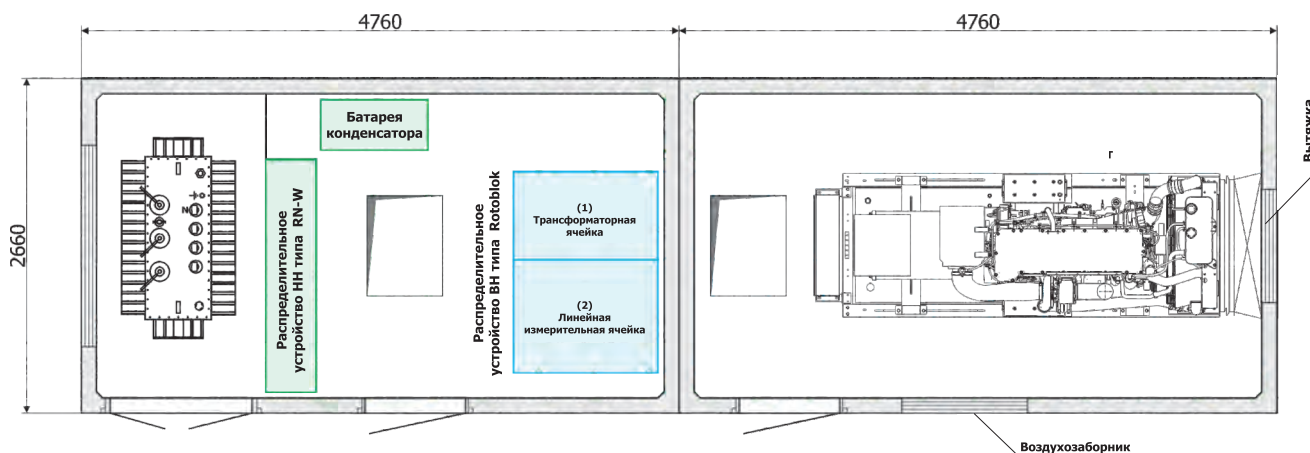 4760
4760
2660
Батарея
конденсатора
Распределительное
устройство НН типа RN-W
Распределительное
устройство ВН типа Rotoblok
(1)
Трансформаторная
ячейка
(2)
Линейная
измерительная ячейка
N
г
Вытяжка
Воздухозаборник